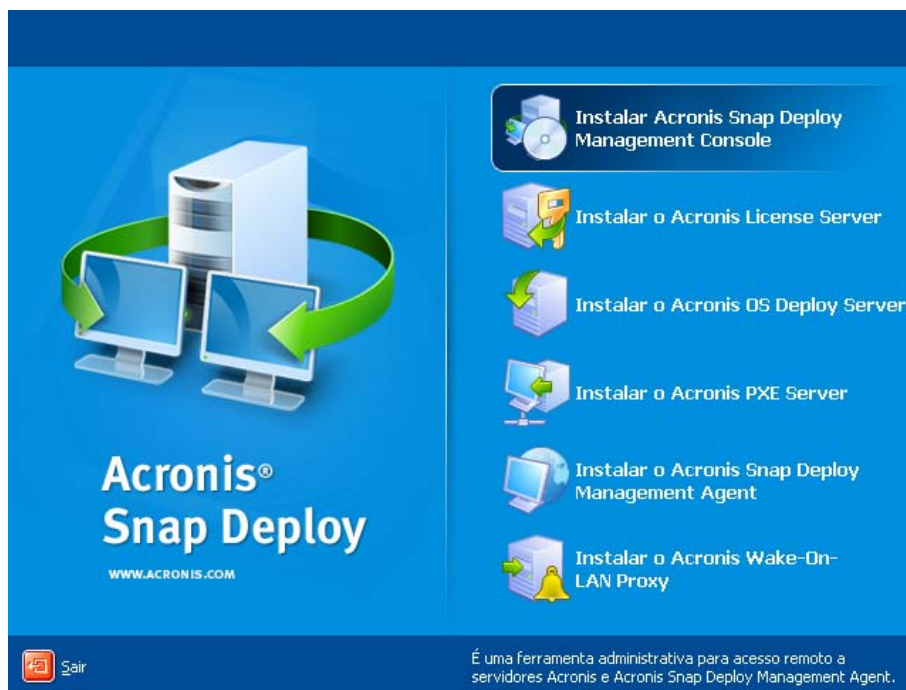 Instalar Acronis Snap Deploy
Management Console
Instalar o Acronis License Server
Instalar o Acronis OS Deploy Server
Instalar o Acronis PXE Server
Instalar o Acronis Snap Deploy
Management Agent
Instalar o Acronis Wake-On-
LAN Proxy
Acronis®
Snap Deploy
WWW.ACRONIS.COM
Sair
É uma ferramenta administrativa para acesso remoto a
servidores Acronis e Acronis Snap Deploy Management Agent.